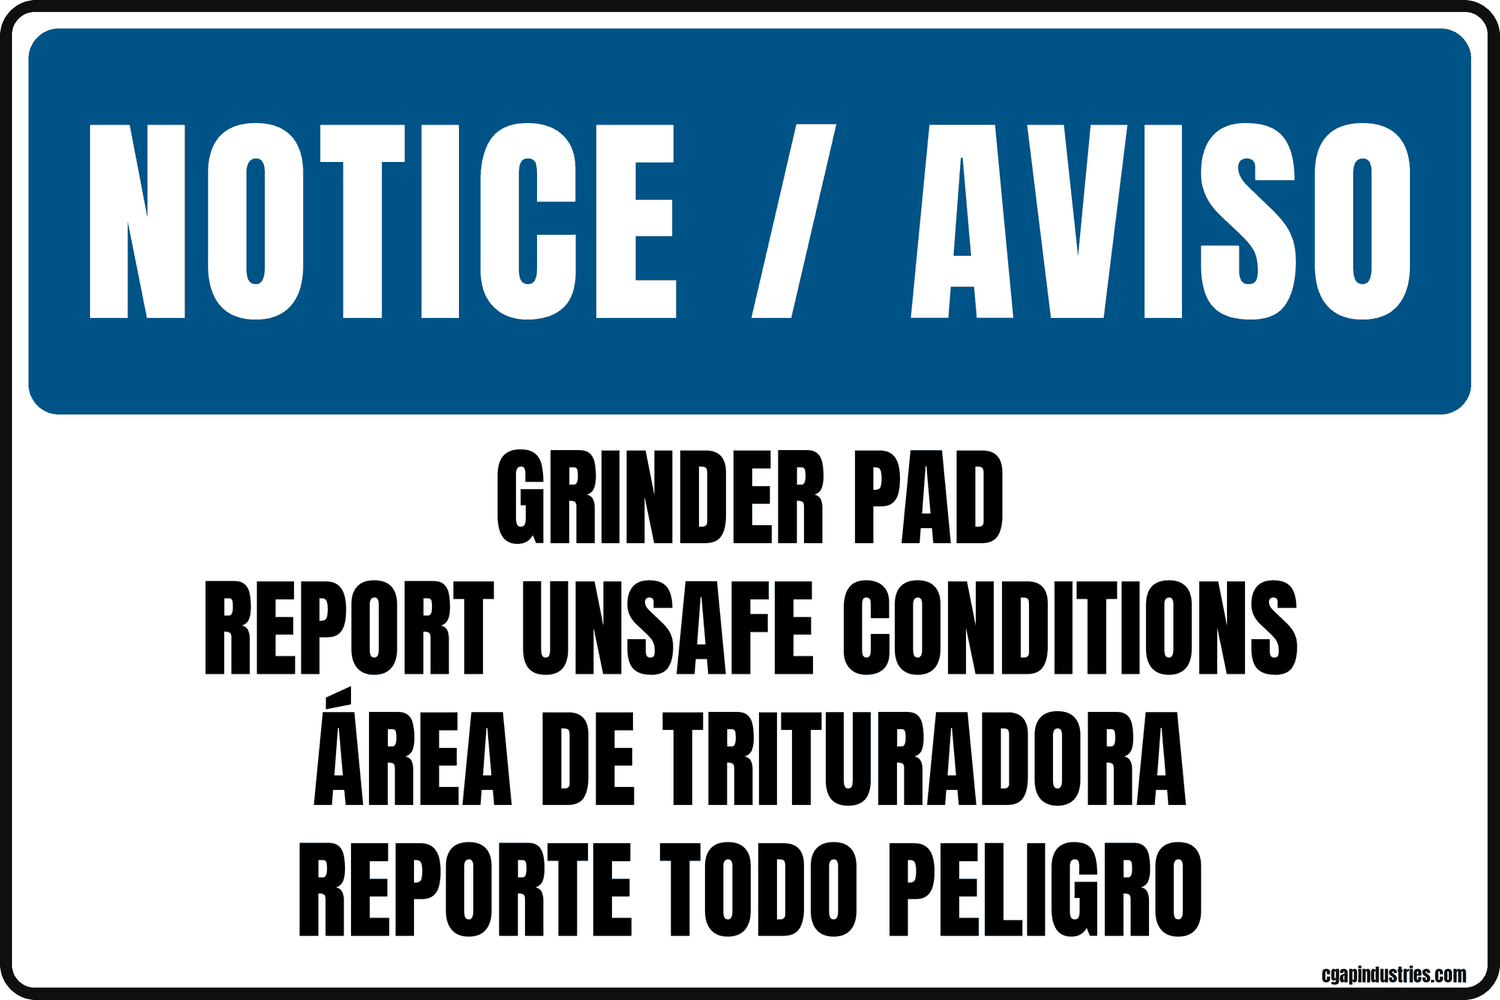 NOTICE / AVISO
GRINDER PAD
REPORT UNSAFE CONDITIONS
ÁREA DE TRITURADORA
REPORTE TODO PELIGRO
cgapindustries.com